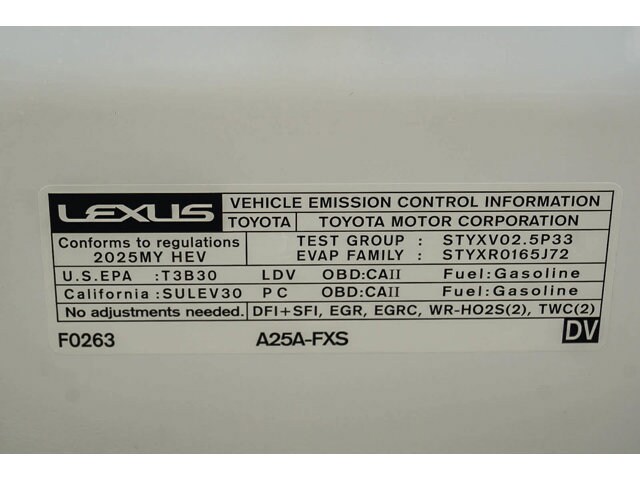 LEXUS VEHICLE EMISSION CONTROL INFORMATION
TOYOTA TOYOTA MOTOR CORPORATION
Conforms to regulations TEST GROUP : STYXV02.5P33
2025MY HEV EVAP FAMILY : STYXR0165J72
U.S.EPA :T3B30 LDV OBD:CAII Fuel:Gasoline
California:SULEV30 PC OBD:CAII Fuel:Gasoline
No adjustments needed. DFI+SFI, EGR, EGRC, WR-HO2S(2), TWC(2)
F0263 A25A-FXS DV